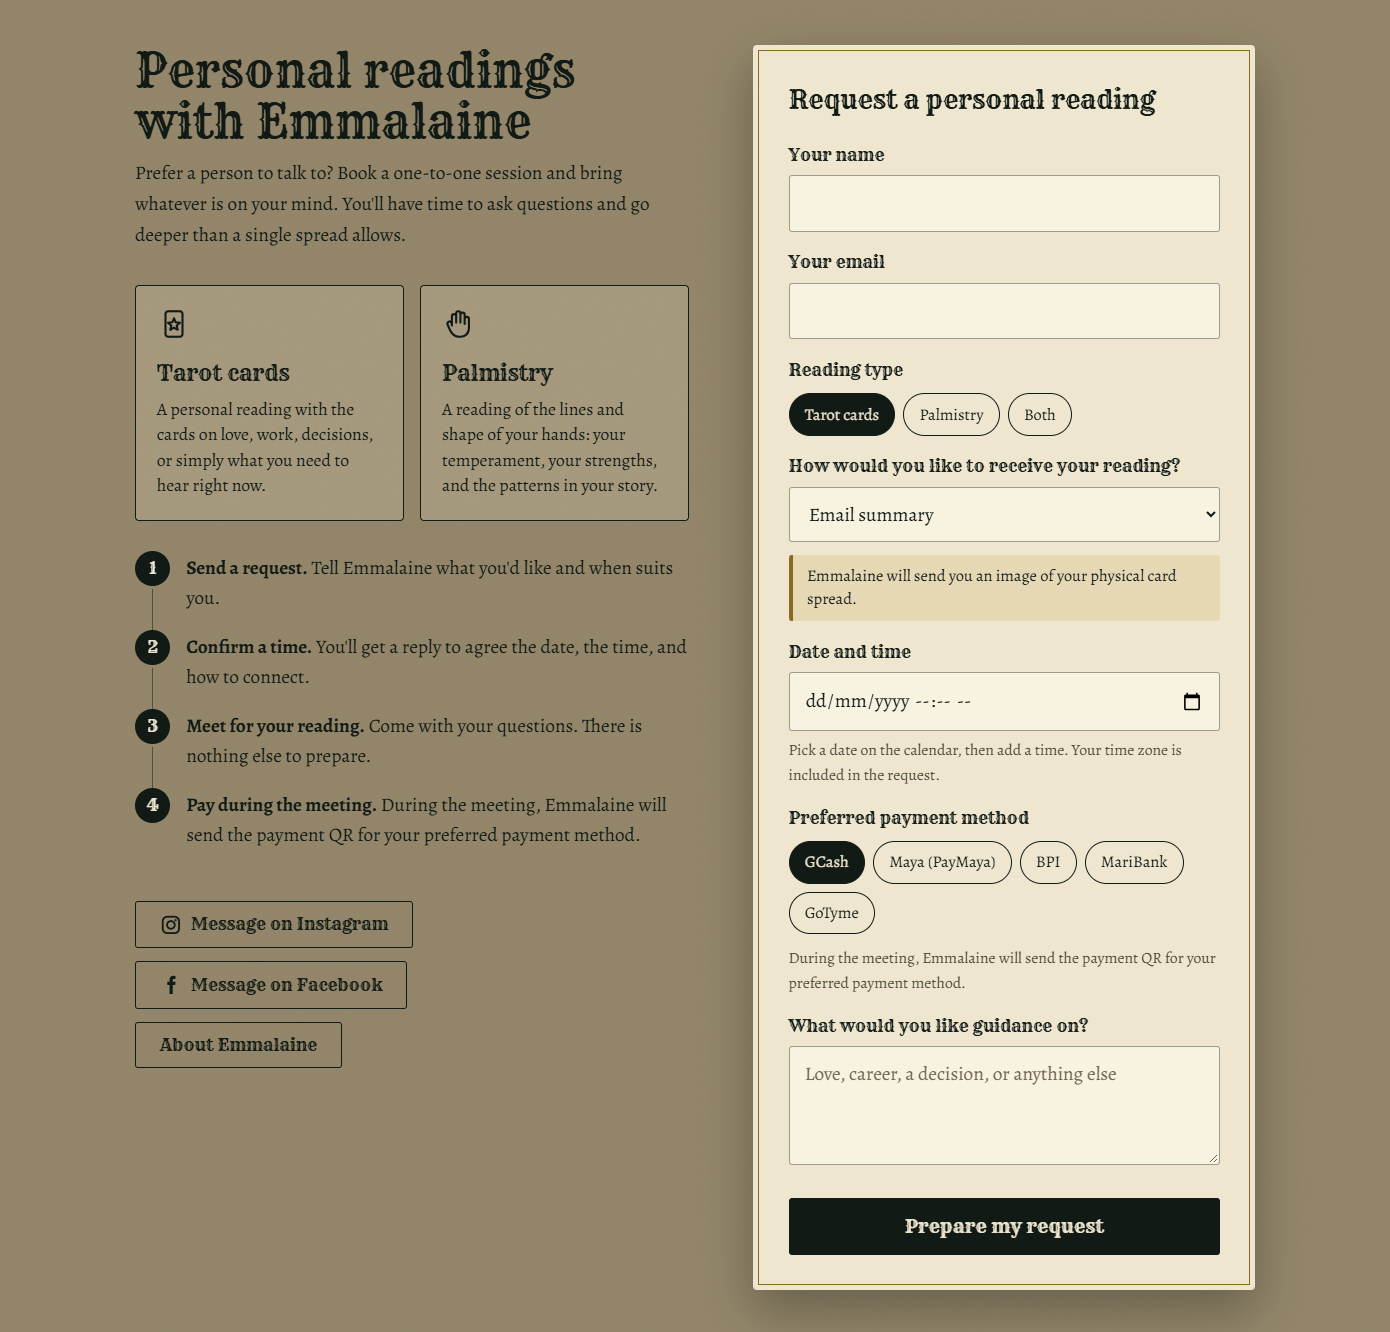 Personal readings
with Emmalaine
Prefer a person to talk to? Book a one-to-one session and bring
whatever is on your mind. You'll have time to ask questions and go
deeper than a single spread allows.
Tarot cards
A personal reading with the
cards on love, work, decisions,
or simply what you need to
hear right now.
Palmistry
A reading of the lines and
shape of your hands: your
temperament, your strengths,
and the patterns in your story.
1 Send a request. Tell Emmalaine what you'd like and when suits
you.
2 Confirm a time. You'll get a reply to agree the date, the time, and
how to connect.
3 Meet for your reading. Come with your questions. There is
nothing else to prepare.
4 Pay during the meeting. During the meeting, Emmalaine will
send the payment QR for your preferred payment method.
Message on Instagram
Message on Facebook
About Emmalaine
Request a personal reading
Your name
Your email
Reading type
Tarot cards Palmistry Both
How would you like to receive your reading?
Email summary
Emmalaine will send you an image of your physical card
spread.
Date and time
dd/mm/yyyy --:-- --
Pick a date on the calendar, then add a time. Your time zone is
included in the request.
Preferred payment method
GCash Maya (PayMaya) BPI MariBank
GoTyme
During the meeting, Emmalaine will send the payment QR for your
preferred payment method.
What would you like guidance on?
Love, career, a decision, or anything else
Prepare my request